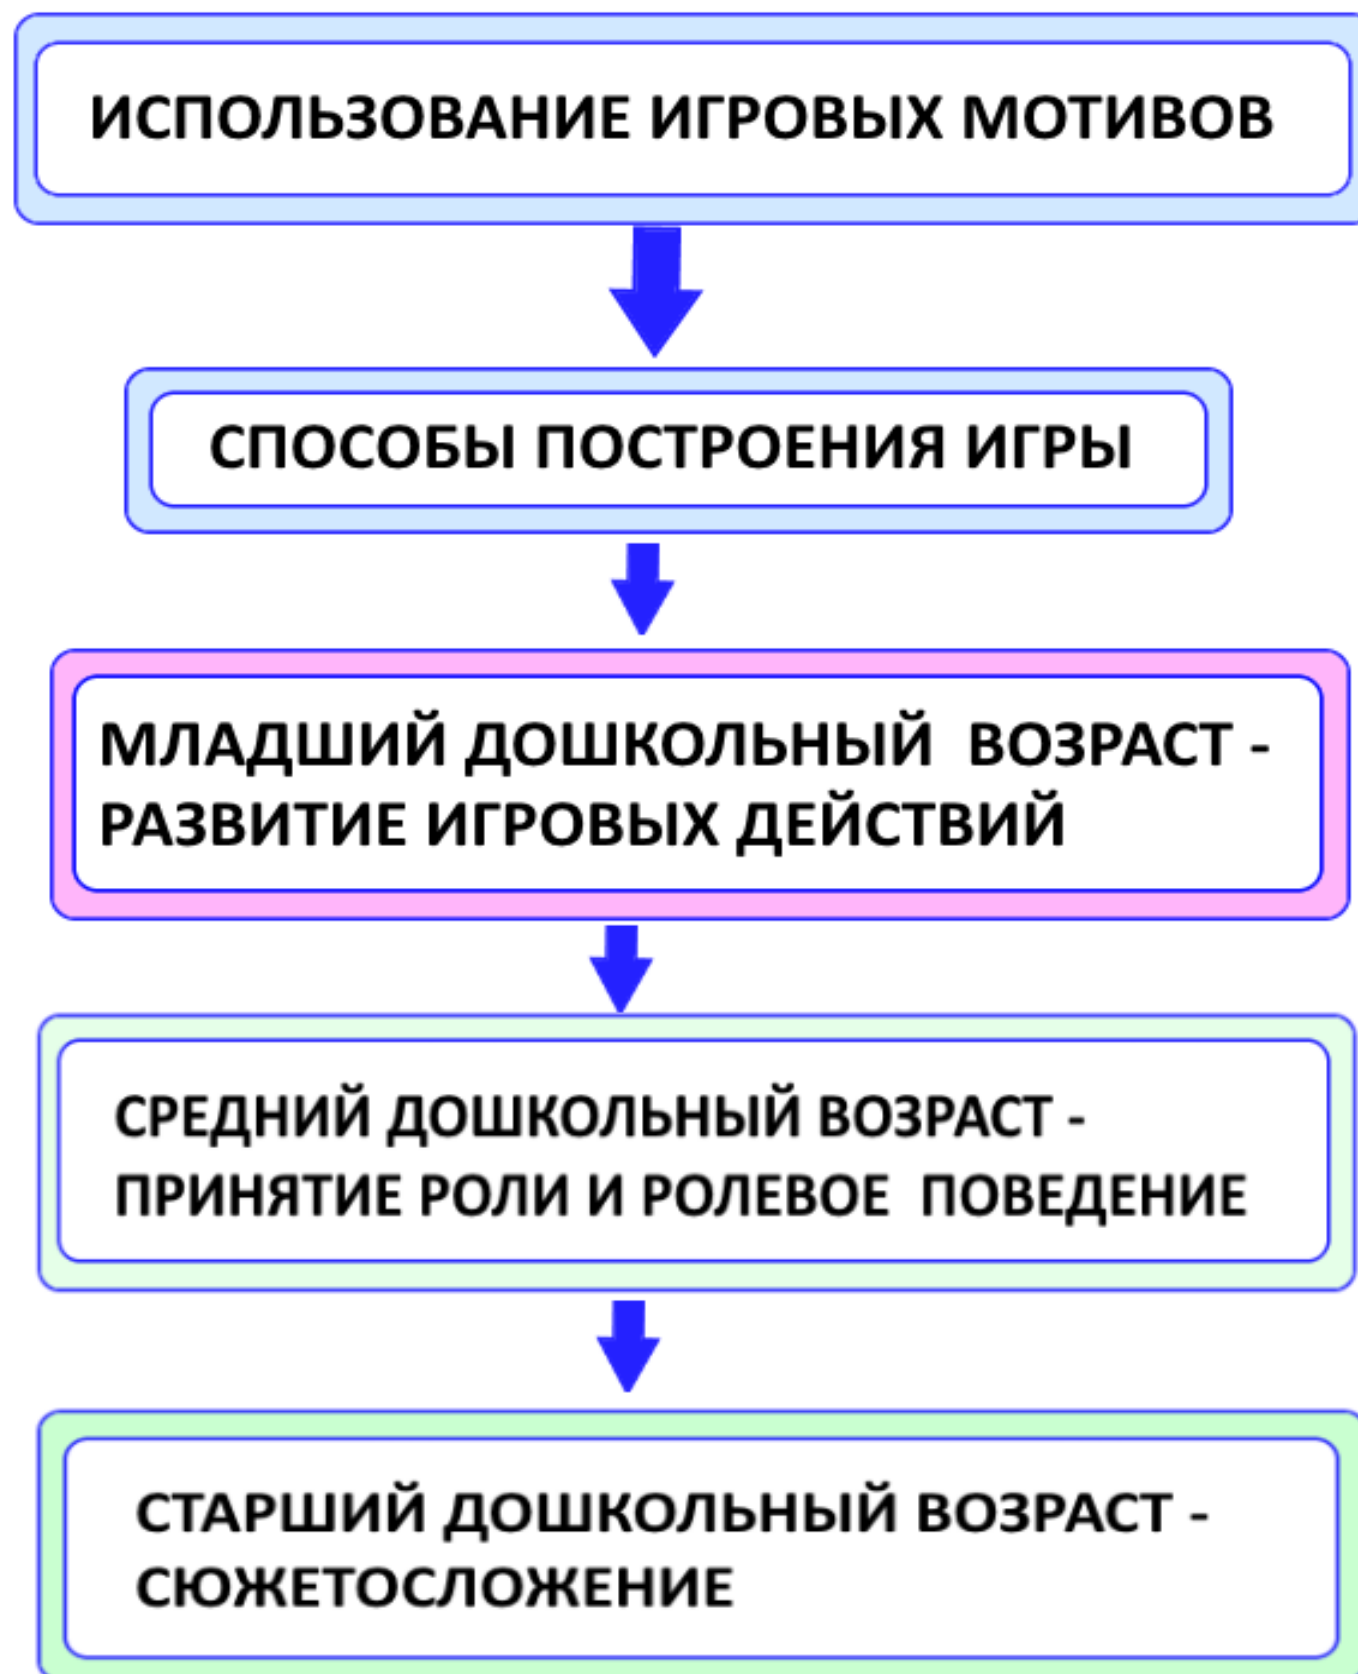 ИСПОЛЬЗОВАНИЕ ИГРОВЫХ МОТИВОВ
СПОСОБЫ ПОСТРОЕНИЯ ИГРЫ
МЛАДШИЙ ДОШКОЛЬНЫЙ ВОЗРАСТ -
РАЗВИТИЕ ИГРОВЫХ ДЕЙСТВИЙ
СРЕДНИЙ ДОШКОЛЬНЫЙ ВОЗРАСТ -
ПРИНЯТИЕ РОЛИ И РОЛЕВОЕ ПОВЕДЕНИЕ
СТАРШИЙ ДОШКОЛЬНЫЙ ВОЗРАСТ -
СЮЖЕТОСЛОЖЕНИЕ